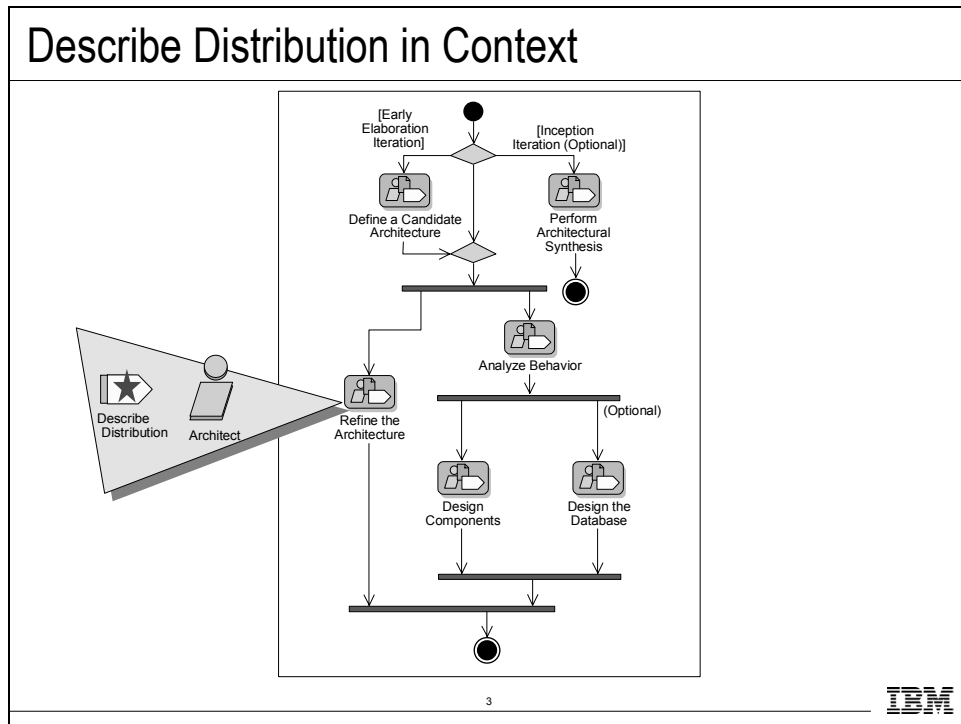 Describe Distribution in Context
[Early
Elaboration
Iteration]
[Inception
Iteration (Optional)]
Define a Candidate
Architecture
Perform
Architectural
Synthesis
Analyze Behavior
(Optional)
Describe
Distribution
Architect
Refine the
Architecture
Design
Components
Design the
Database
3
IBM